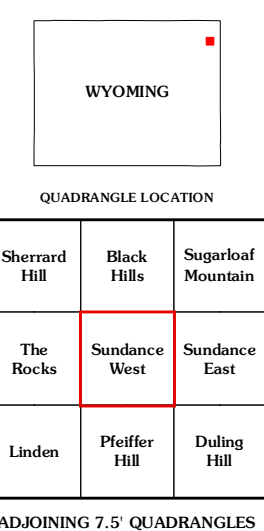 WYOMING
QUADRANGLE LOCATION
Sherrard Hill
Black Hills
Sugarloaf Mountain
The Rocks
Sundance West
Sundance East
Linden
Pfeiffer Hill
Duling Hill
ADJOINING 7.5' QUADRANGLES